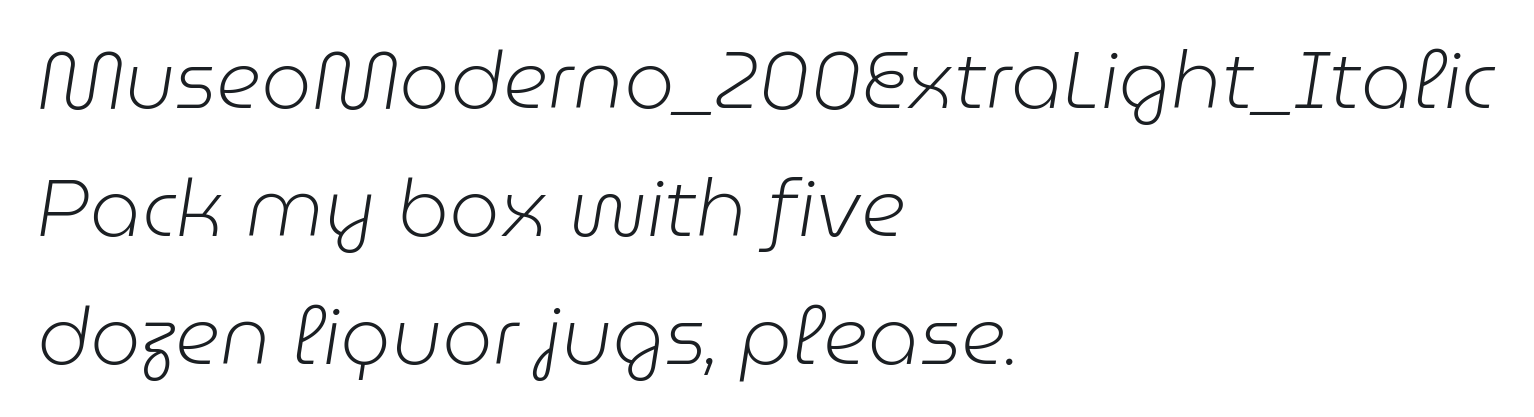 MuseoModerno_200ExtraLight_Italic
Pack my box with five
dozen liquor jugs, please.